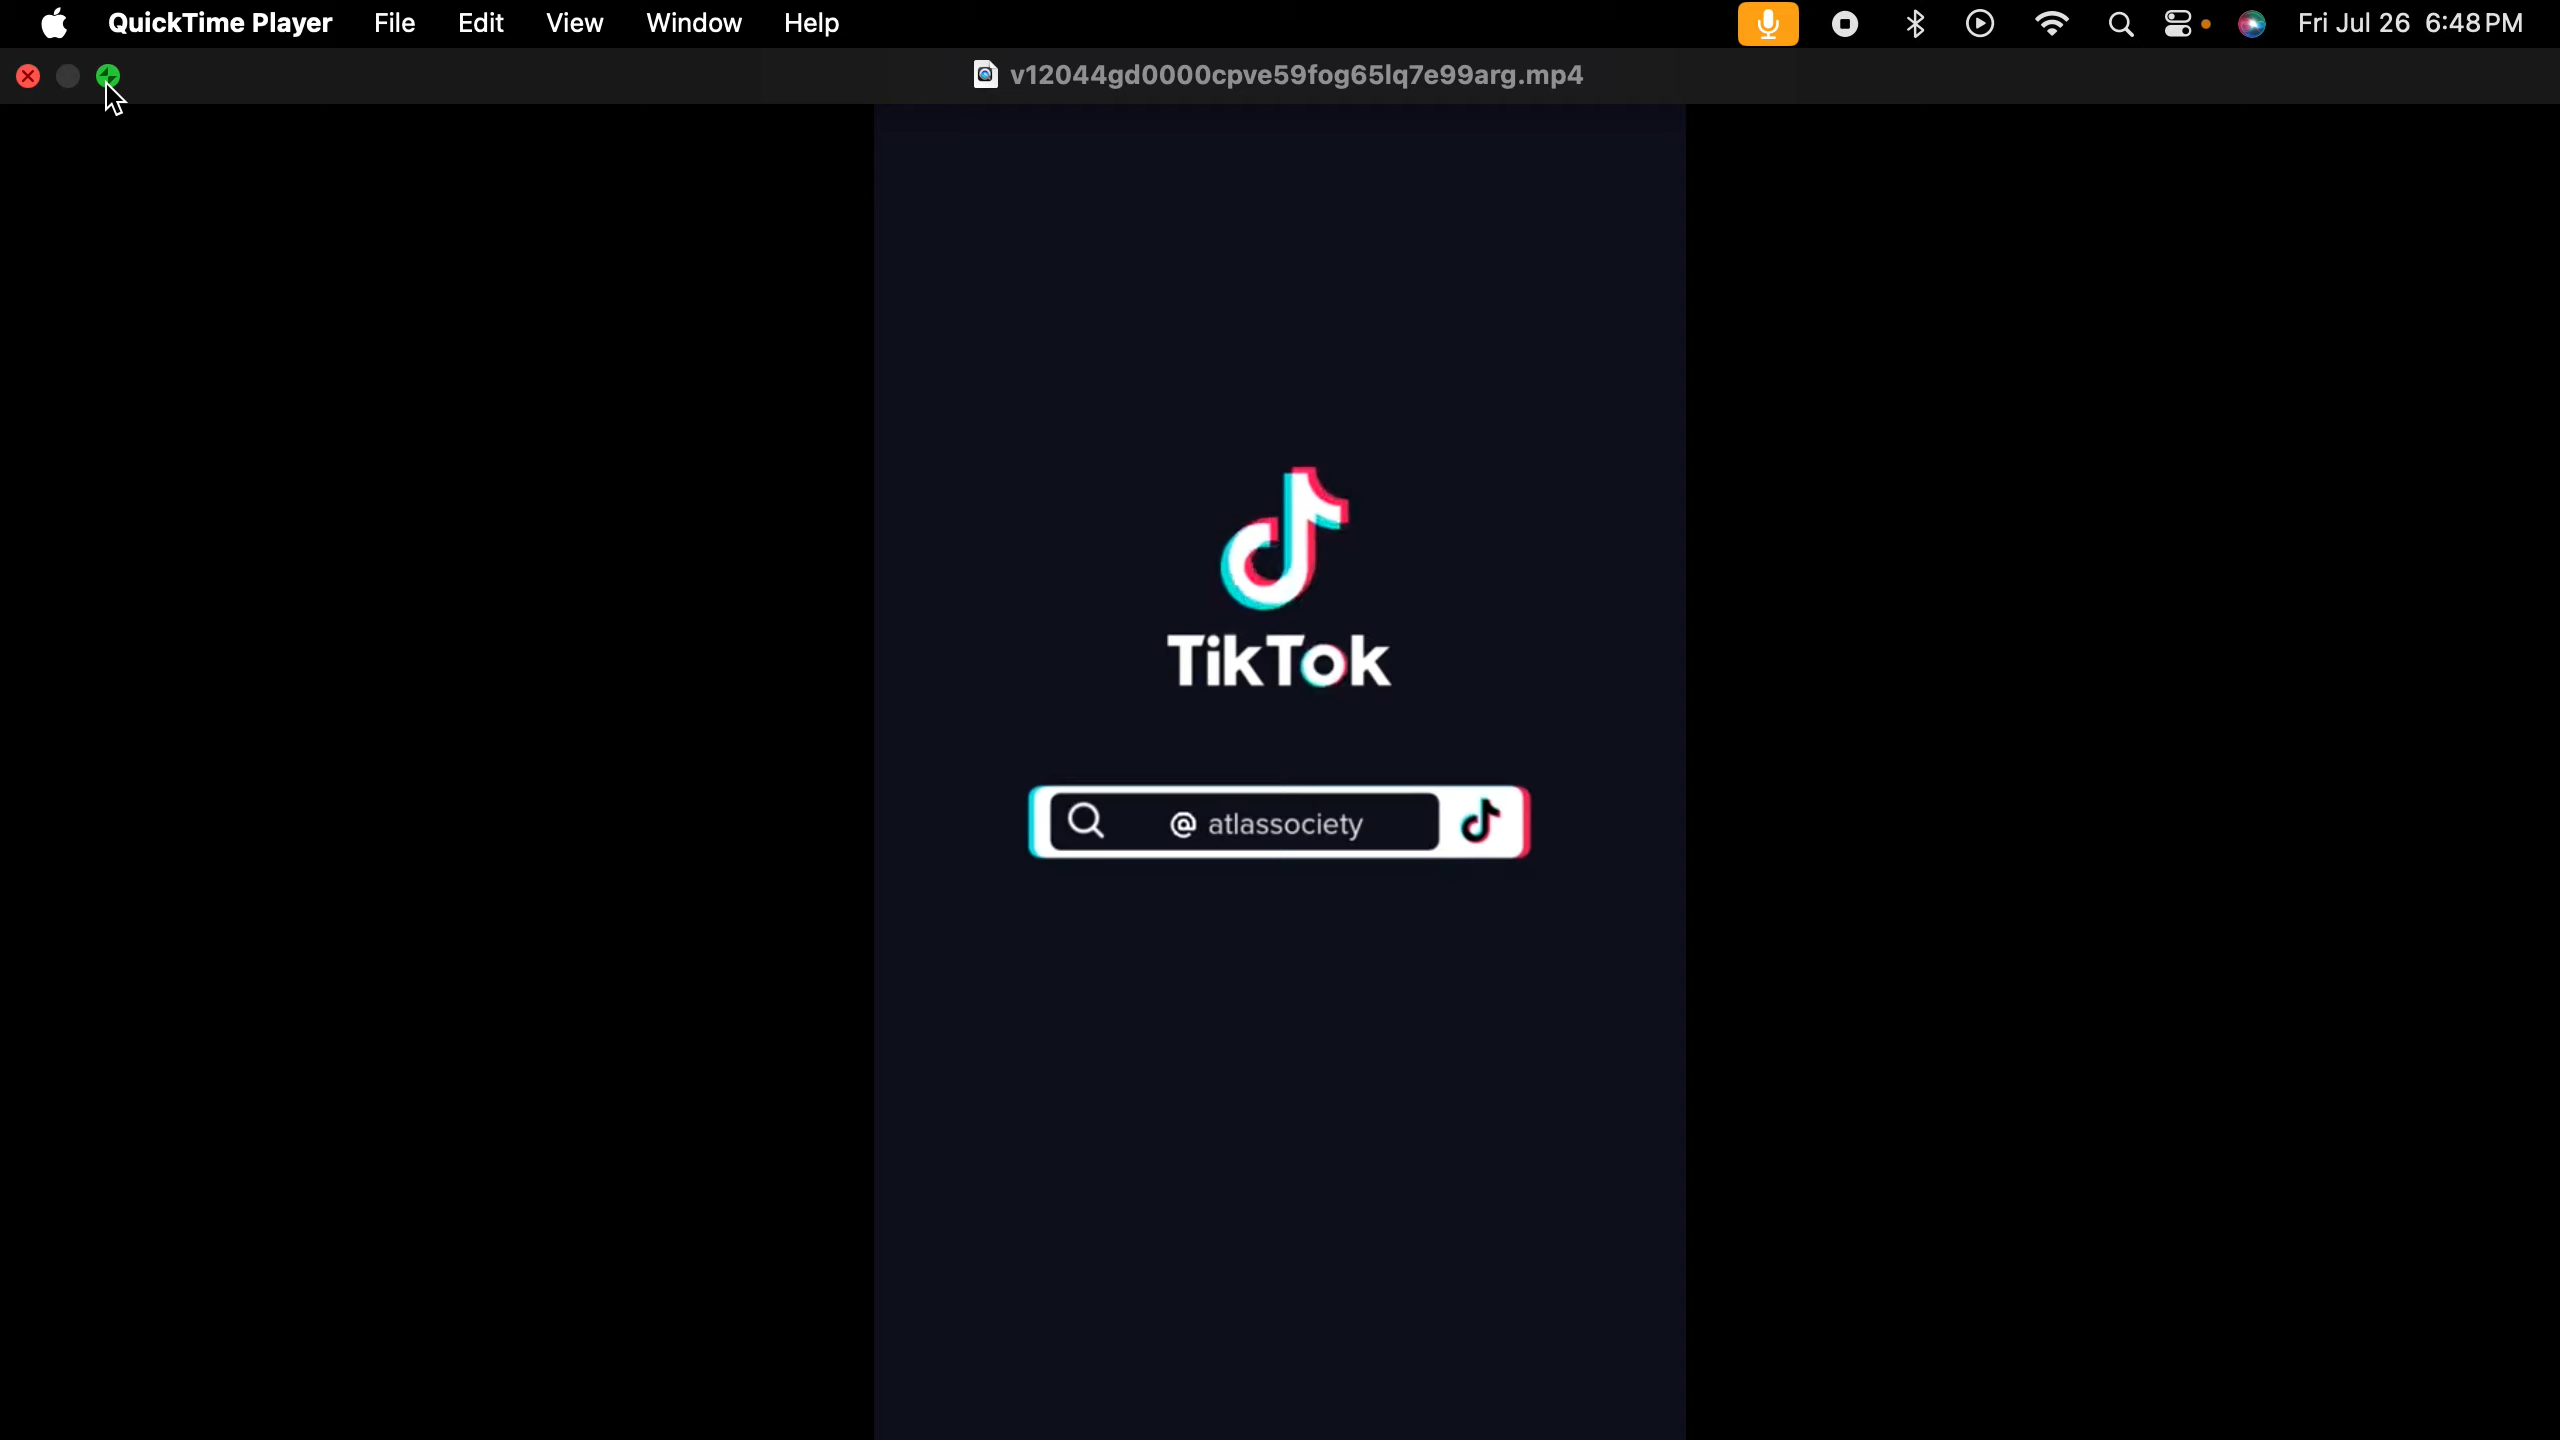 QuickTime Player File Edit View Window Help Fri Jul 26 6:48 PM
v12044gd0000cpve59fog65lq7e99arg.mp4
TikTok
@ atlassociety